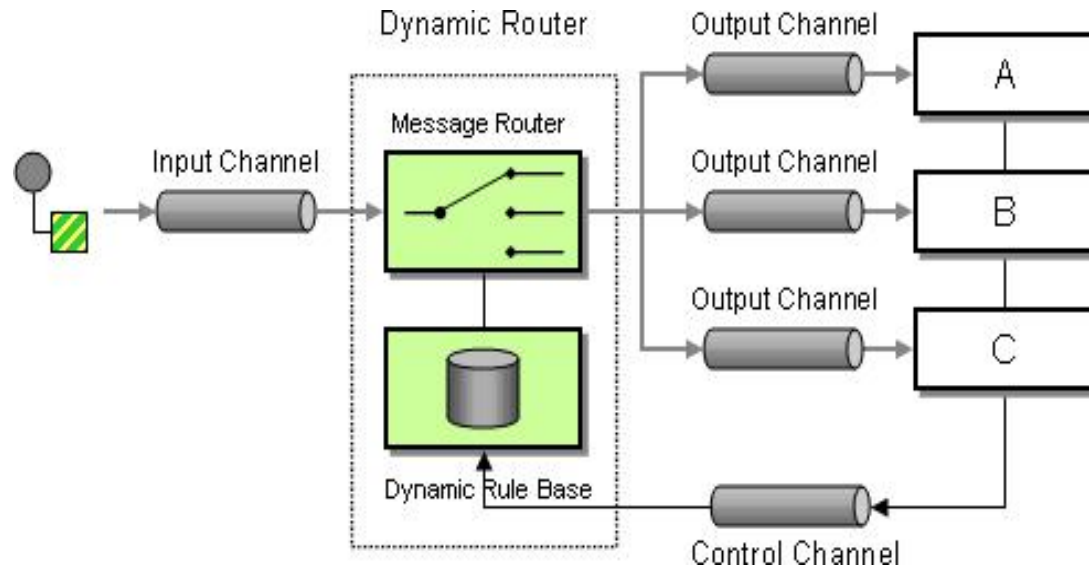 Dynamic Router
Output Channel
A
Message Router
Input Channel
Output Channel
B
Output Channel
C
Dynamic Rule Base
Control Channel